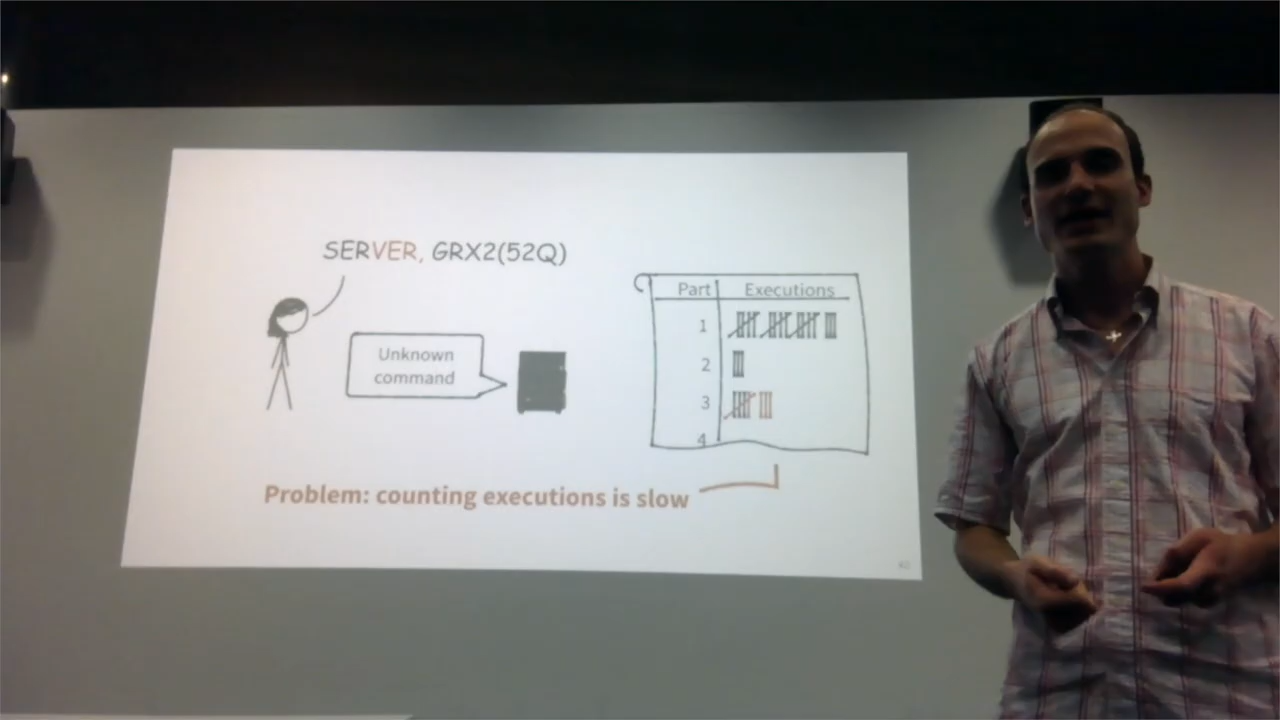 SERVER, GRX2(52Q)
Unknown
command
Part Executions
1
2
3
4
Problem: counting executions is slow